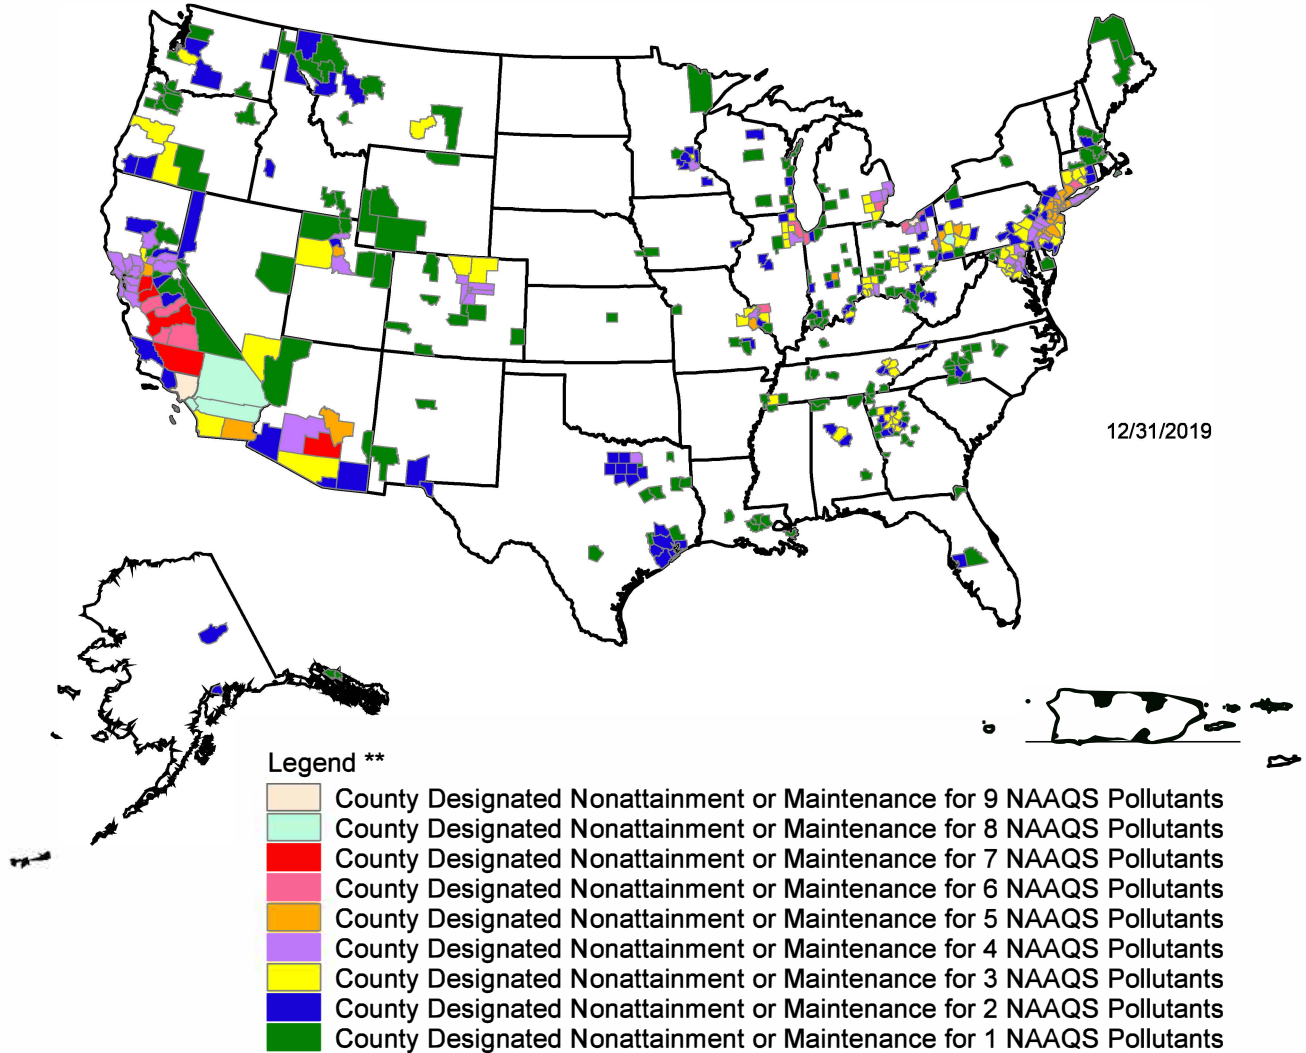 12/31/2019
Legend **
County Designated Nonattainment or Maintenance for 9 NAAQS Pollutants
County Designated Nonattainment or Maintenance for 8 NAAQS Pollutants
County Designated Nonattainment or Maintenance for 7 NAAQS Pollutants
County Designated Nonattainment or Maintenance for 6 NAAQS Pollutants
County Designated Nonattainment or Maintenance for 5 NAAQS Pollutants
County Designated Nonattainment or Maintenance for 4 NAAQS Pollutants
County Designated Nonattainment or Maintenance for 3 NAAQS Pollutants
County Designated Nonattainment or Maintenance for 2 NAAQS Pollutants
County Designated Nonattainment or Maintenance for 1 NAAQS Pollutants